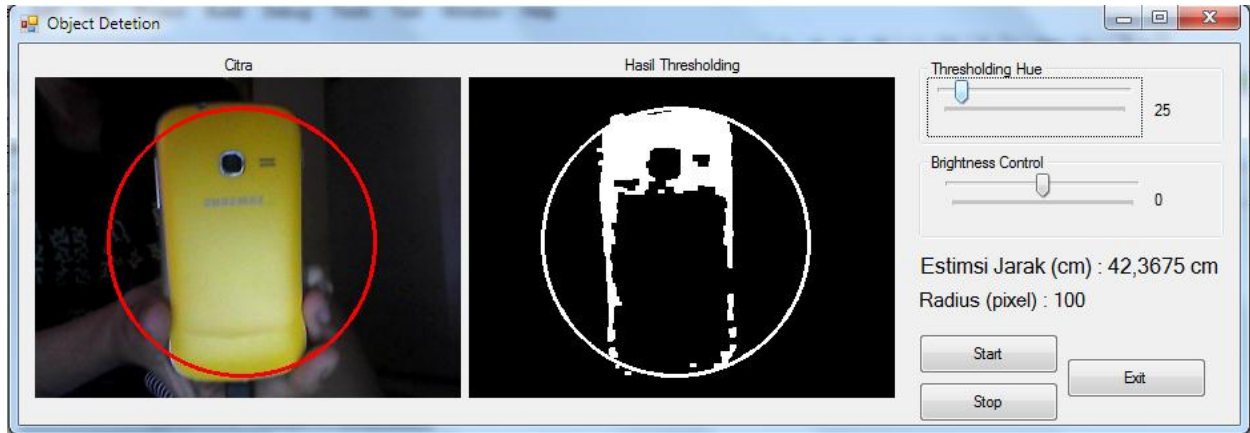 Object Detetion
Citra
Hasil Thresholding
Thresholding Hue
25
Brightness Control
0
Estimsi Jarak (cm) : 42,3675 cm
Radius (pixel) : 100
Start
Stop
Exit
SAMSUNG